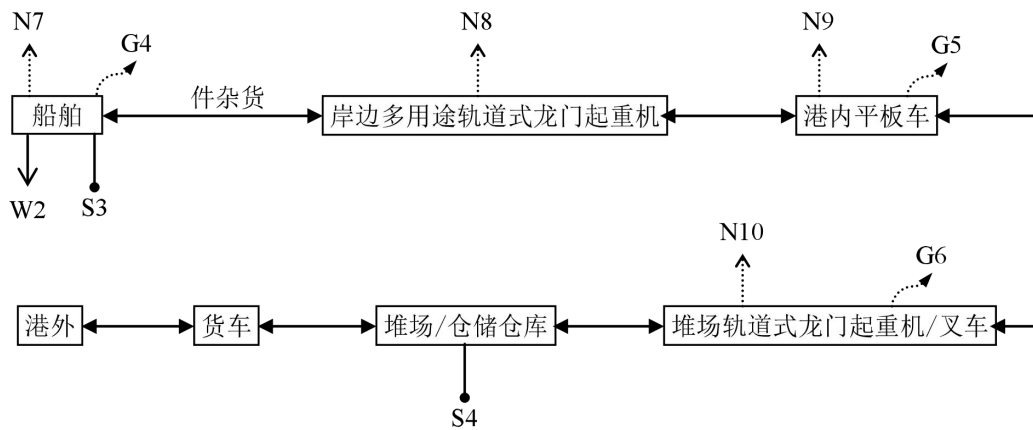 N7
G4
N8
N9
G5
船舶
件杂货
岸边多用途轨道式龙门起重机
港内平板车
W2
S3
N10
G6
港外
货车
堆场/仓储仓库
堆场轨道式龙门起重机/叉车
S4